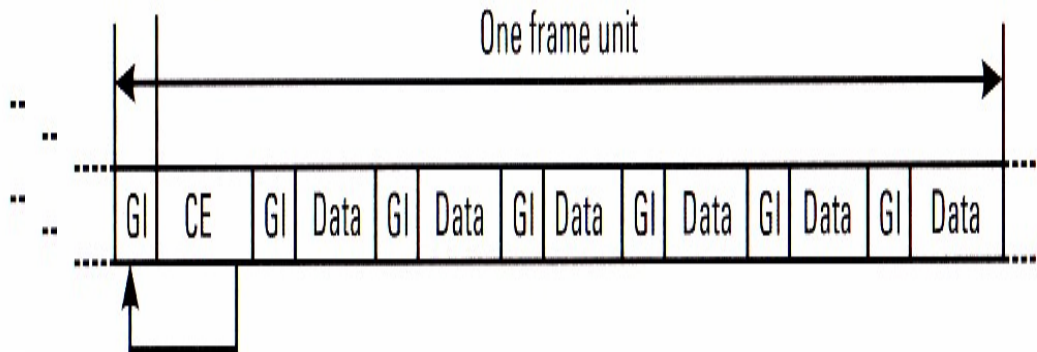 One frame unit
GI CE GI Data GI Data GI Data GI Data GI Data GI Data